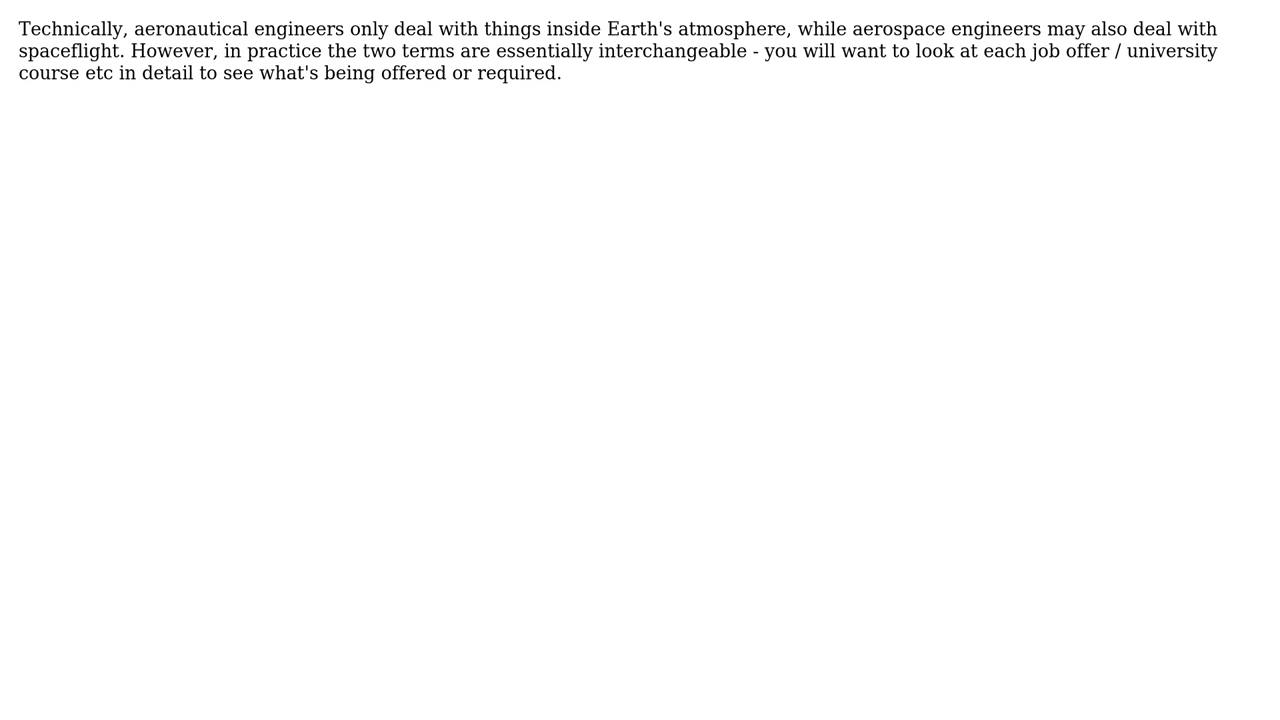 Technically, aeronautical engineers only deal with things inside Earth's atmosphere, while aerospace engineers may also deal with
spaceflight. However, in practice the two terms are essentially interchangeable - you will want to look at each job offer / university
course etc in detail to see what's being offered or required.